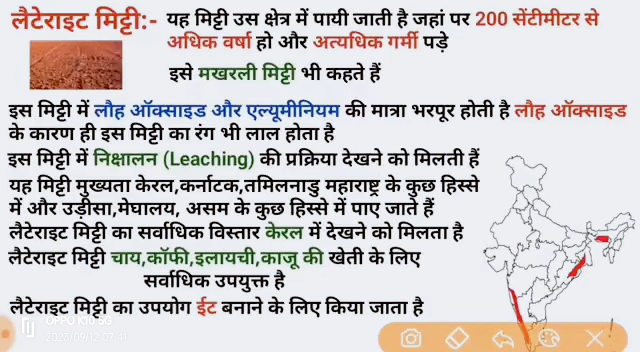 लैटेराइट मिट्टी:- यह मिट्टी उस क्षेत्र में पायी जाती है जहां पर 200 सेंटीमीटर से
अधिक वर्षा हो और अत्यधिक गर्मी पड़े
इसे मखरली मिट्टी भी कहते हैं
इस मिट्टी में लौह ऑक्साइड और एल्यूमीनियम की मात्रा भरपूर होती है लौह ऑक्साइड
के कारण ही इस मिट्टी का रंग भी लाल होता है
इस मिट्टी में निक्षालन (Leaching) की प्रक्रिया देखने को मिलती हैं
यह मिट्टी मुख्यता केरल,कर्नाटक,तमिलनाडु महाराष्ट्र के कुछ हिस्से
में और उड़ीसा,मेघालय, असम के कुछ हिस्से में पाए जाते हैं
लैटेराइट मिट्टी का सर्वाधिक विस्तार केरल में देखने को मिलता है
लैटेराइट मिट्टी चाय,कॉफी,इलायची,काजू की खेती के लिए
सर्वाधिक उपयुक्त है
लैटेराइट मिट्टी का उपयोग ईट बनाने के लिए किया जाता है
OPPO K10 5G